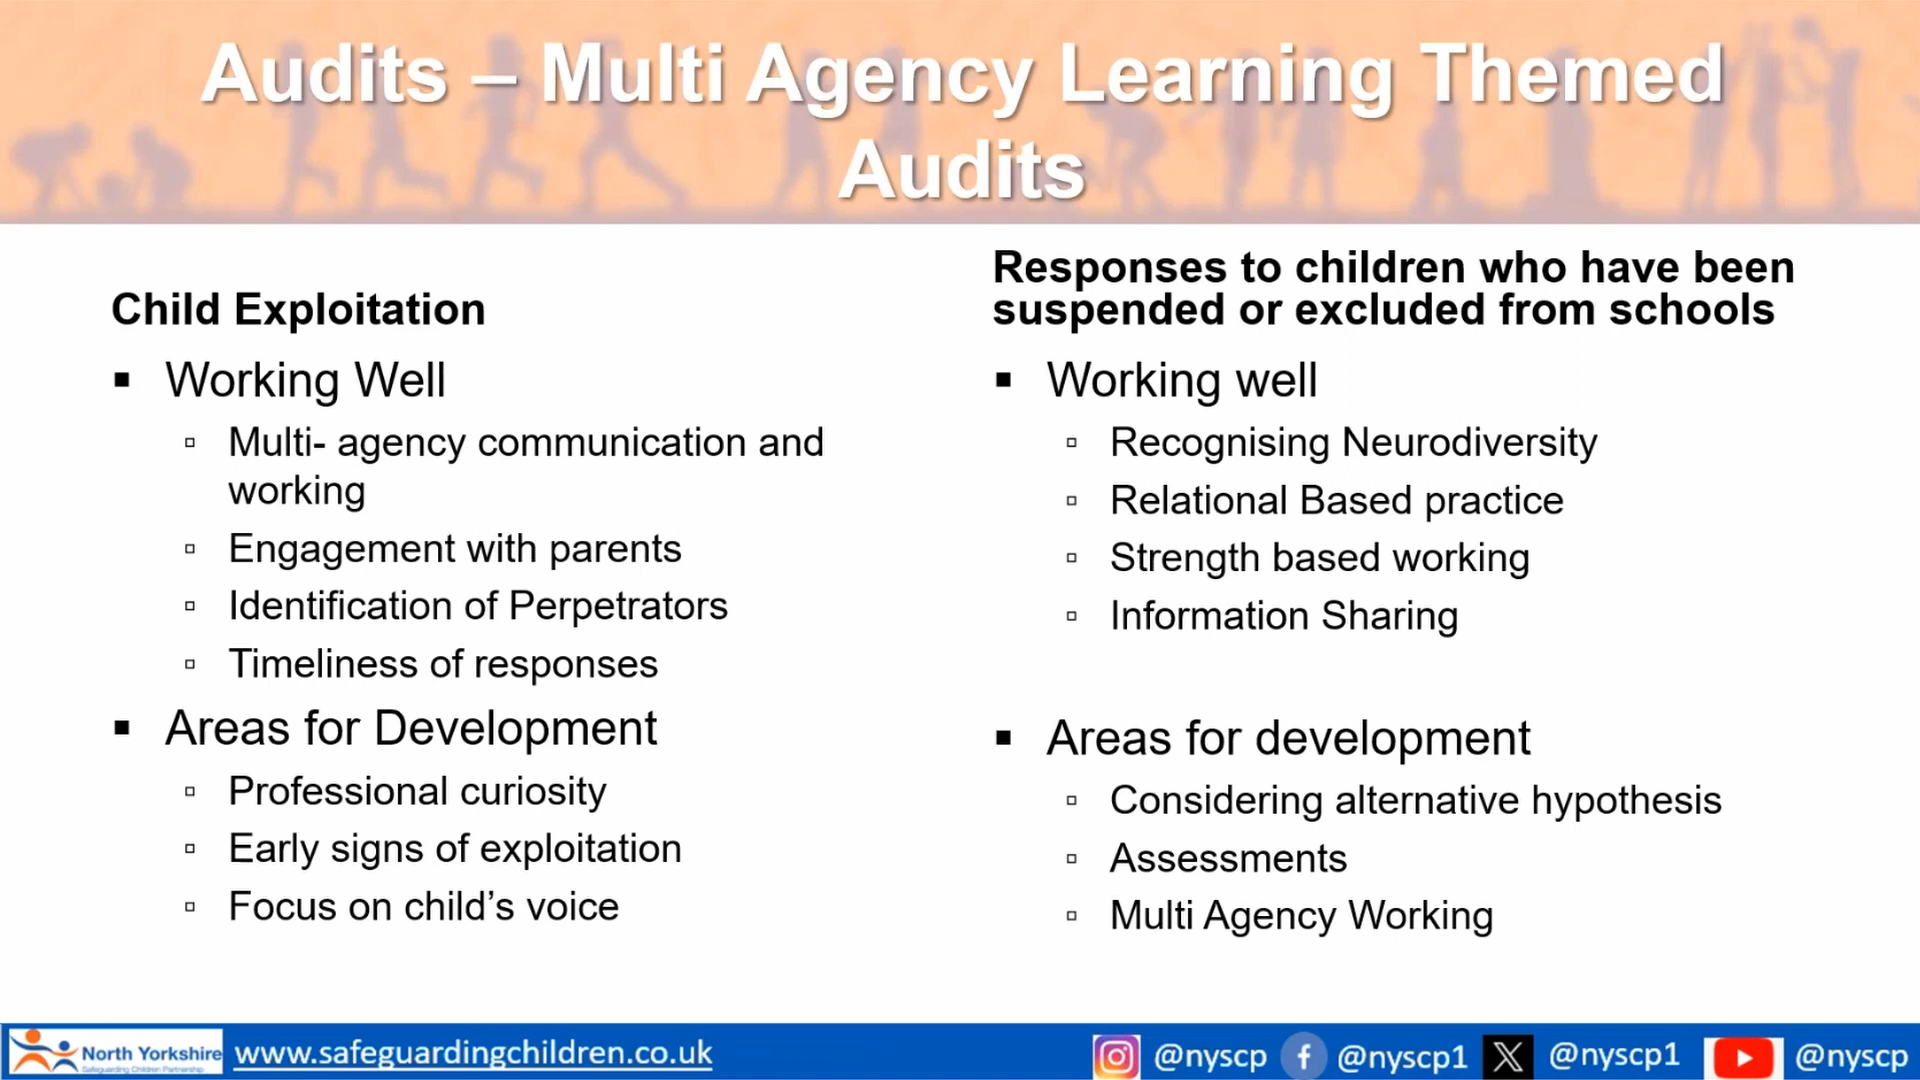 Audits – Multi Agency Learning Themed
Audits
Child Exploitation
Working Well
Multi- agency communication and
working
Engagement with parents
Identification of Perpetrators
Timeliness of responses
Areas for Development
Professional curiosity
Early signs of exploitation
Focus on child’s voice
Responses to children who have been
suspended or excluded from schools
Working well
Recognising Neurodiversity
Relational Based practice
Strength based working
Information Sharing
Areas for development
Considering alternative hypothesis
Assessments
Multi Agency Working
North Yorkshire
Safeguarding Children Partnership
www.safeguardingchildren.co.uk
@nyscp
@nyscp1
@nyscp1
@nyscp